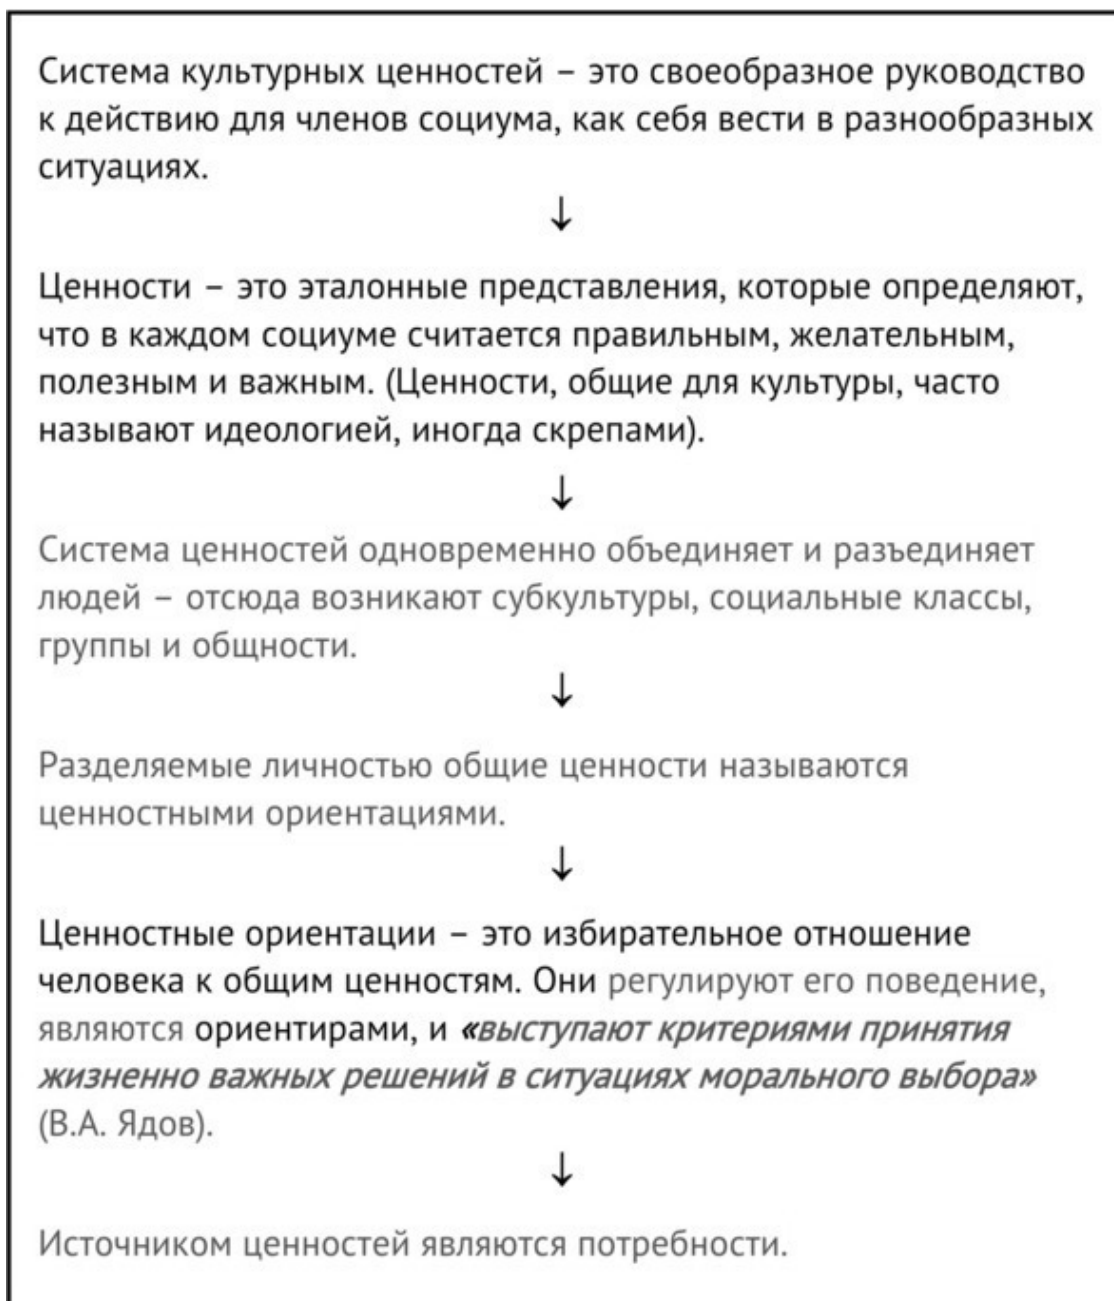 Система культурных ценностей – это своеобразное руководство
к действию для членов социума, как себя вести в разнообразных
ситуациях.
↓
Ценности – это эталонные представления, которые определяют,
что в каждом социуме считается правильным, желательным,
полезным и важным. (Ценности, общие для культуры, часто
называют идеологией, иногда скрепами).
↓
Система ценностей одновременно объединяет и разъединяет
людей – отсюда возникают субкультуры, социальные классы,
группы и общности.
↓
Разделяемые личностью общие ценности называются
ценностными ориентациями.
↓
Ценностные ориентации – это избирательное отношение
человека к общим ценностям. Они регулируют его поведение,
являются ориентирами, и «выступают критериями принятия
жизненно важных решений в ситуациях морального выбора»
(В.А. Ядов).
↓
Источником ценностей являются потребности.